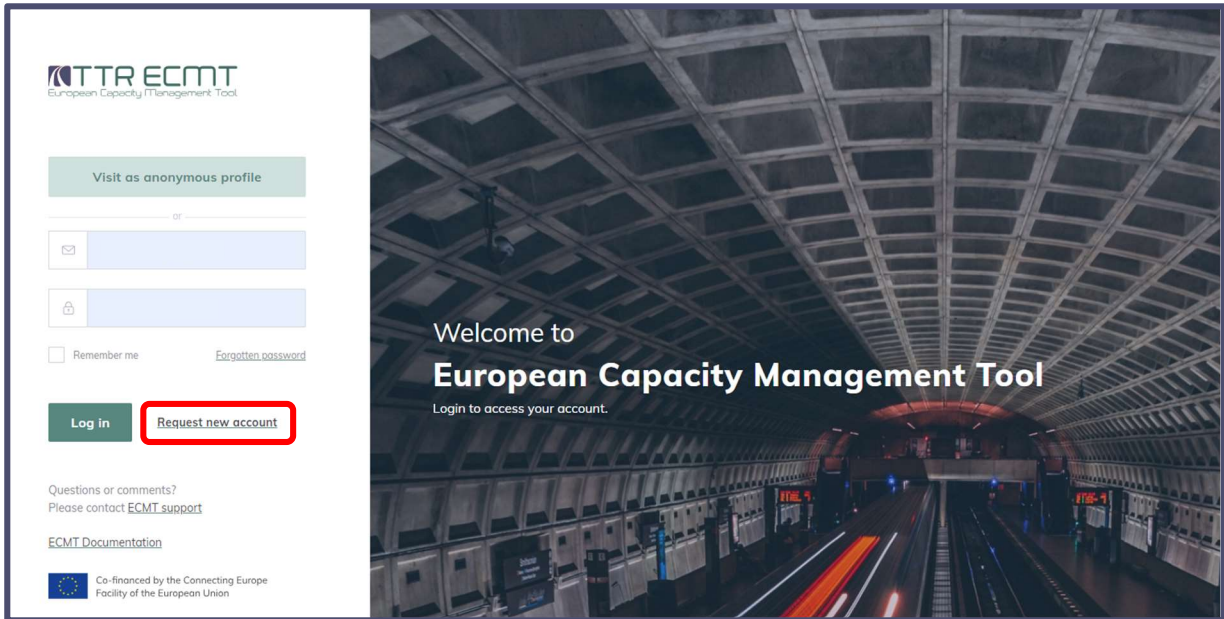 TTR ECMT
European Capacity Management Tool
Visit as anonymous profile
or
Remember me
Forgotten password
Log in
Request new account
Questions or comments?
Please contact ECMT support
ECMT Documentation
Co-financed by the Connecting Europe
Facility of the European Union
Welcome to
European Capacity Management Tool
Login to access your account.